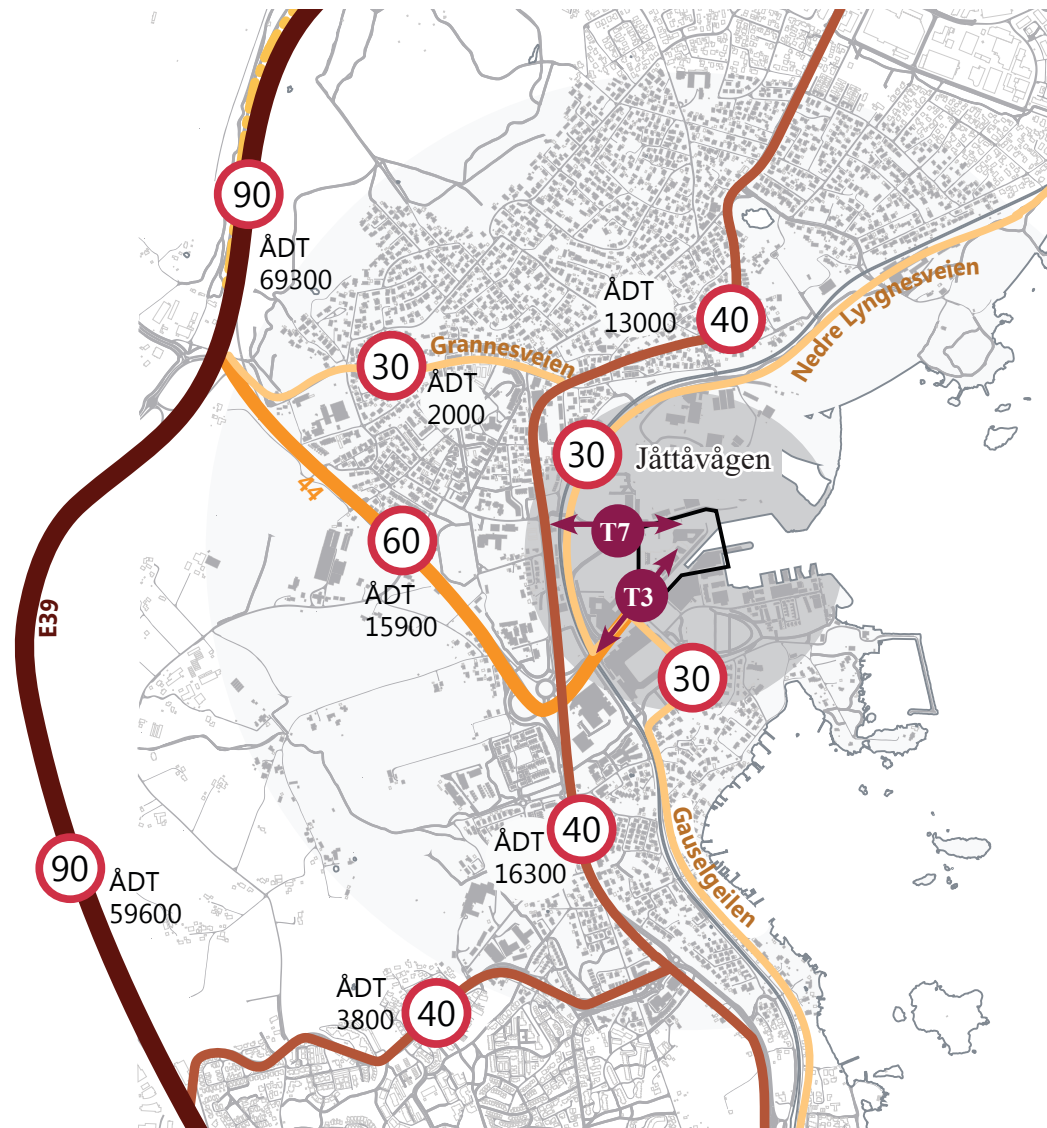 90
ÅDT
69300
ÅDT
13000
40
Nedre Lyngnesveien
Grannesveien
30
ÅDT
2000
30
Jåttåvågen
44
T7
60
T3
ÅDT
15900
E39
30
40
ÅDT
16300
Gauselgeilen
90
ÅDT
59600
ÅDT
3800
40